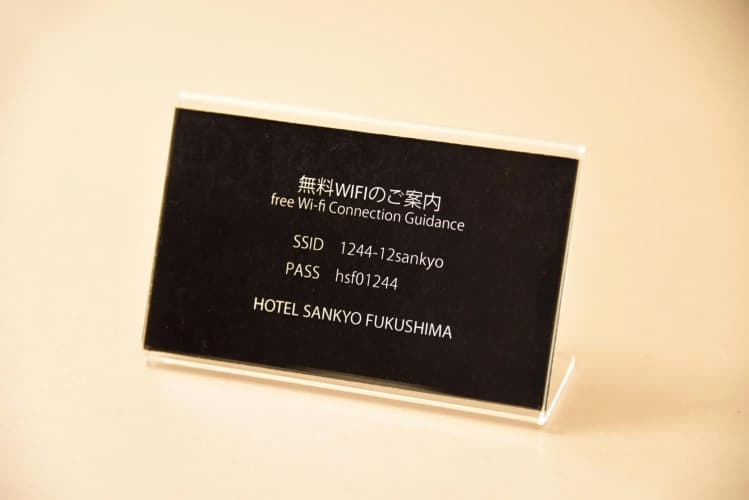 無料WIFIのご案内
free Wi-fi Connection Guidance
SSID 1244-12sankyo
PASS hsf01244
HOTEL SANKYO FUKUSHIMA